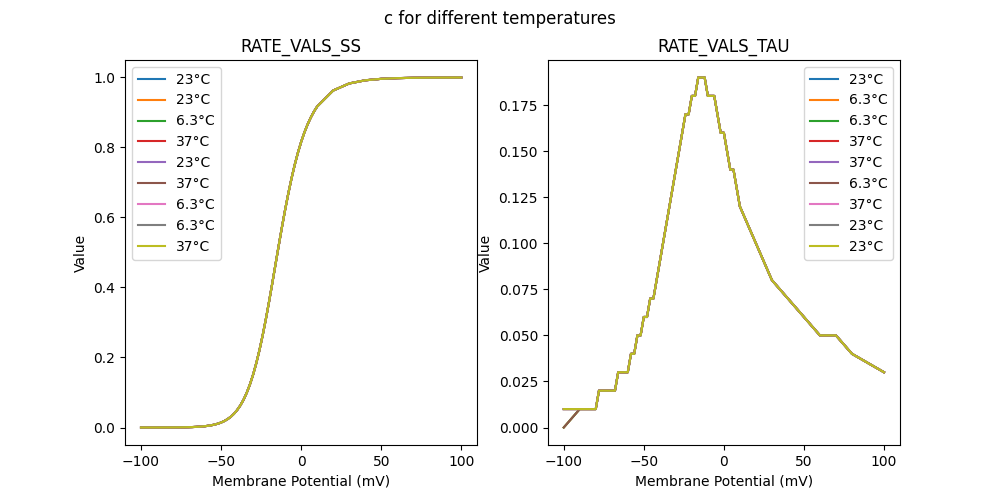 c for different temperatures
RATE_VALS_SS
1.0
0.8
0.6
0.4
0.2
0.0
Value
23°C
23°C
6.3°C
37°C
23°C
37°C
6.3°C
6.3°C
37°C
−100
−50
0
50
100
Membrane Potential (mV)
RATE_VALS_TAU
0.175
0.150
0.125
0.100
0.075
0.050
0.025
0.000
Value
23°C
6.3°C
6.3°C
37°C
37°C
6.3°C
37°C
23°C
23°C
−100
−50
0
50
100
Membrane Potential (mV)